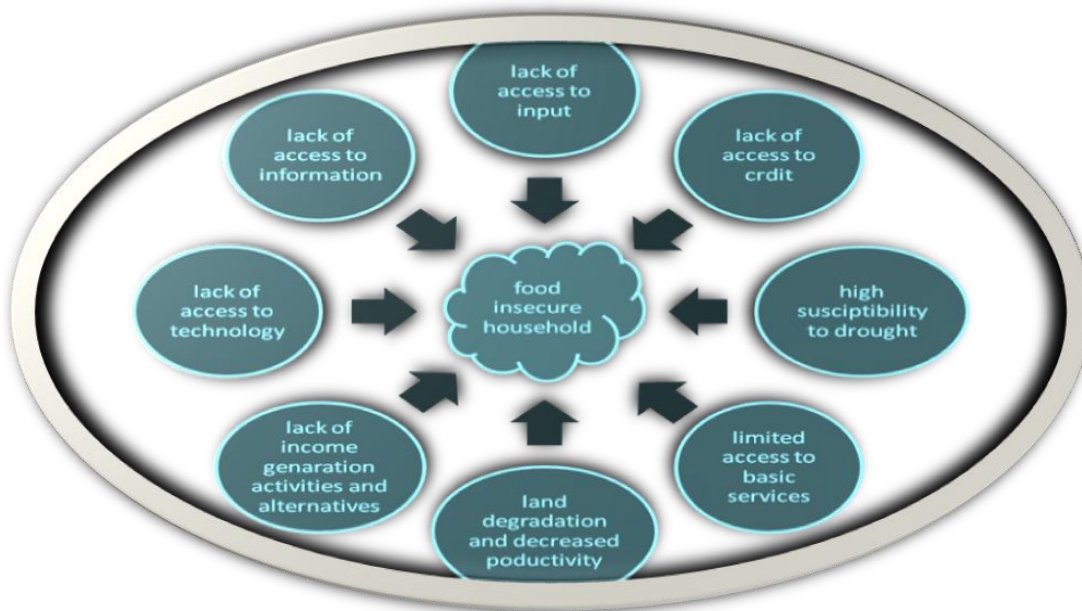 lack of
access to
input
lack of
access to
crdit
high
susciptibility
to drought
limited
access to
basic
services
land
degradation
and decreased
poductivity
lack of
income
genaration
activities and
alternatives
lack of
access to
technology
lack of
access to
information
food
insecure
household